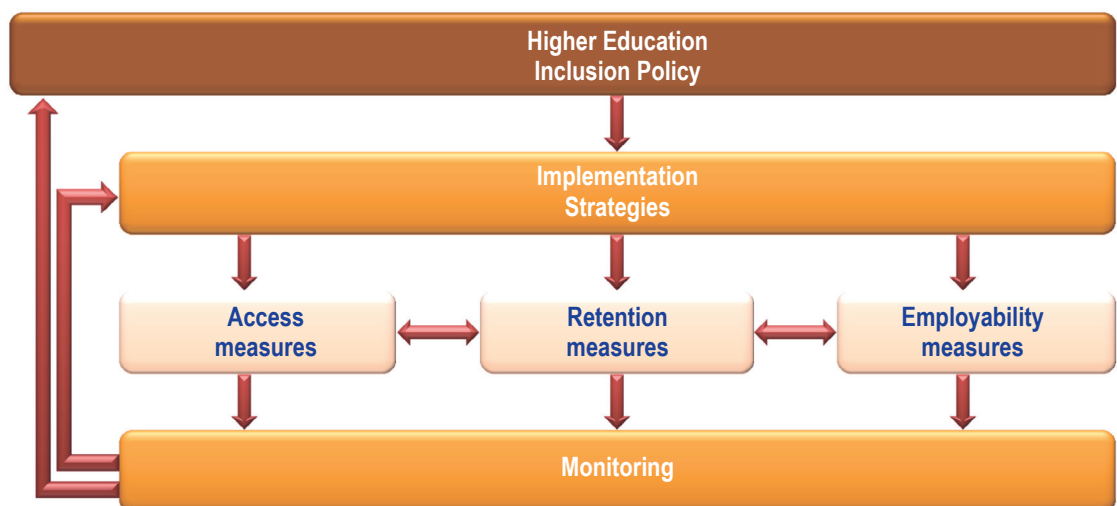 Higher Education
Inclusion Policy
Implementation
Strategies
Access
measures
Retention
measures
Employability
measures
Monitoring